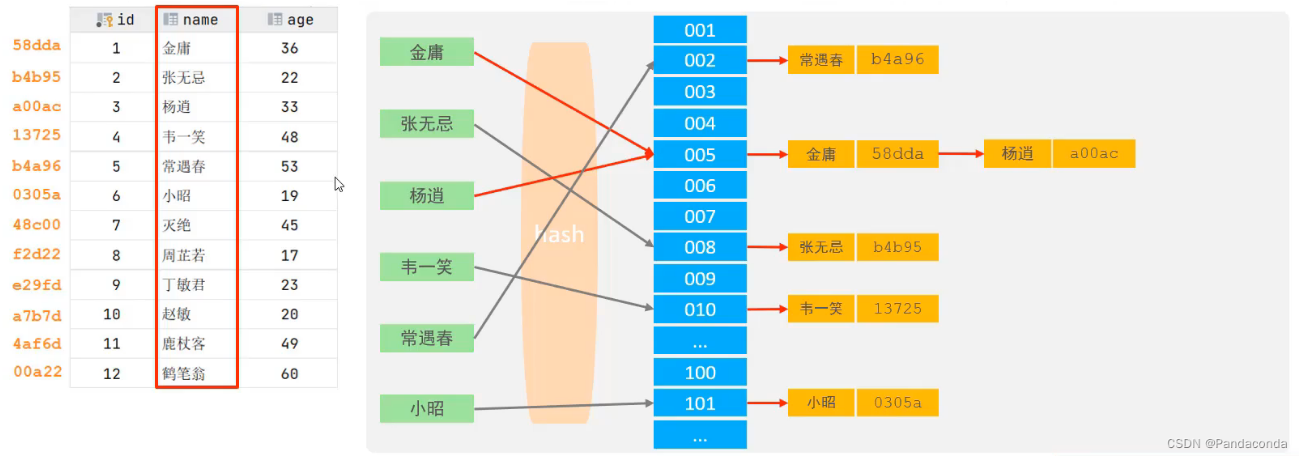 id name age
58dda 1 金庸 36
b4b95 2 张无忌 22
a00ac 3 杨逍 33
13725 4 韦一笑 48
b4a96 5 常遇春 53
0305a 6 小昭 19
48c00 7 灭绝 45
f2d22 8 周芷若 17
e29fd 9 丁敏君 23
a7b7d 10 赵敏 20
4af6d 11 鹿杖客 49
00a22 12 鹤笔翁 60
金庸
张无忌
杨逍
韦一笑
常遇春
小昭
hash
001
002
003
004
005
006
007
008
009
010
...
100
101
...
常遇春 b4a96
金庸 58dda 杨逍 a00ac
张无忌 b4b95
韦一笑 13725
小昭 0305a
CSDN @Pandaconda